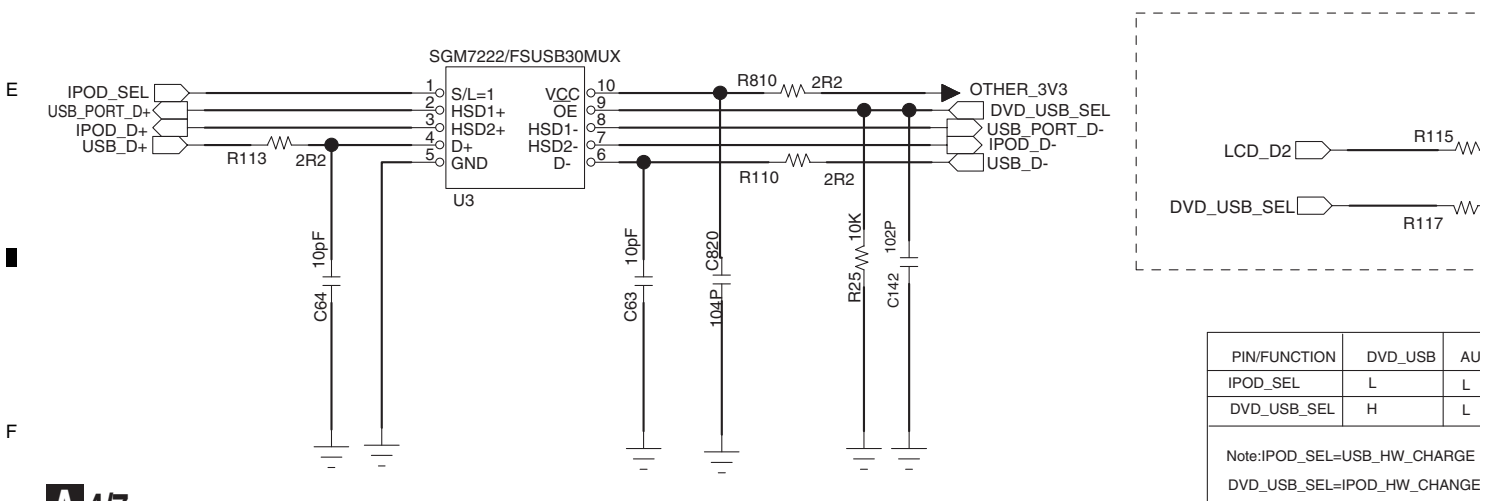 SGM7222/FSUSB30MUX
E
IPOD_SEL
USB_PORT_D+
IPOD_D+
USB_D+
R113 2R2
1
2
3
4
5
S/L=1
HSD1+
HSD2+
D+
GND
VCC
OE
HSD1-
HSD2-
D-
10
9
8
7
6
U3
R810 2R2
OTHER_3V3
DVD_USB_SEL
USB_PORT_D-
IPOD_D-
USB_D-
R110 2R2
LCD_D2
R115
DVD_USB_SEL
R117
10pF
C64
10pF
C63
C820
104P
10K
R25
102P
C142
PIN/FUNCTION DVD_USB AU
IPOD_SEL L L
DVD_USB_SEL H L
Note:IPOD_SEL=USB_HW_CHARGE
DVD_USB_SEL=IPOD_HW_CHANGE
F